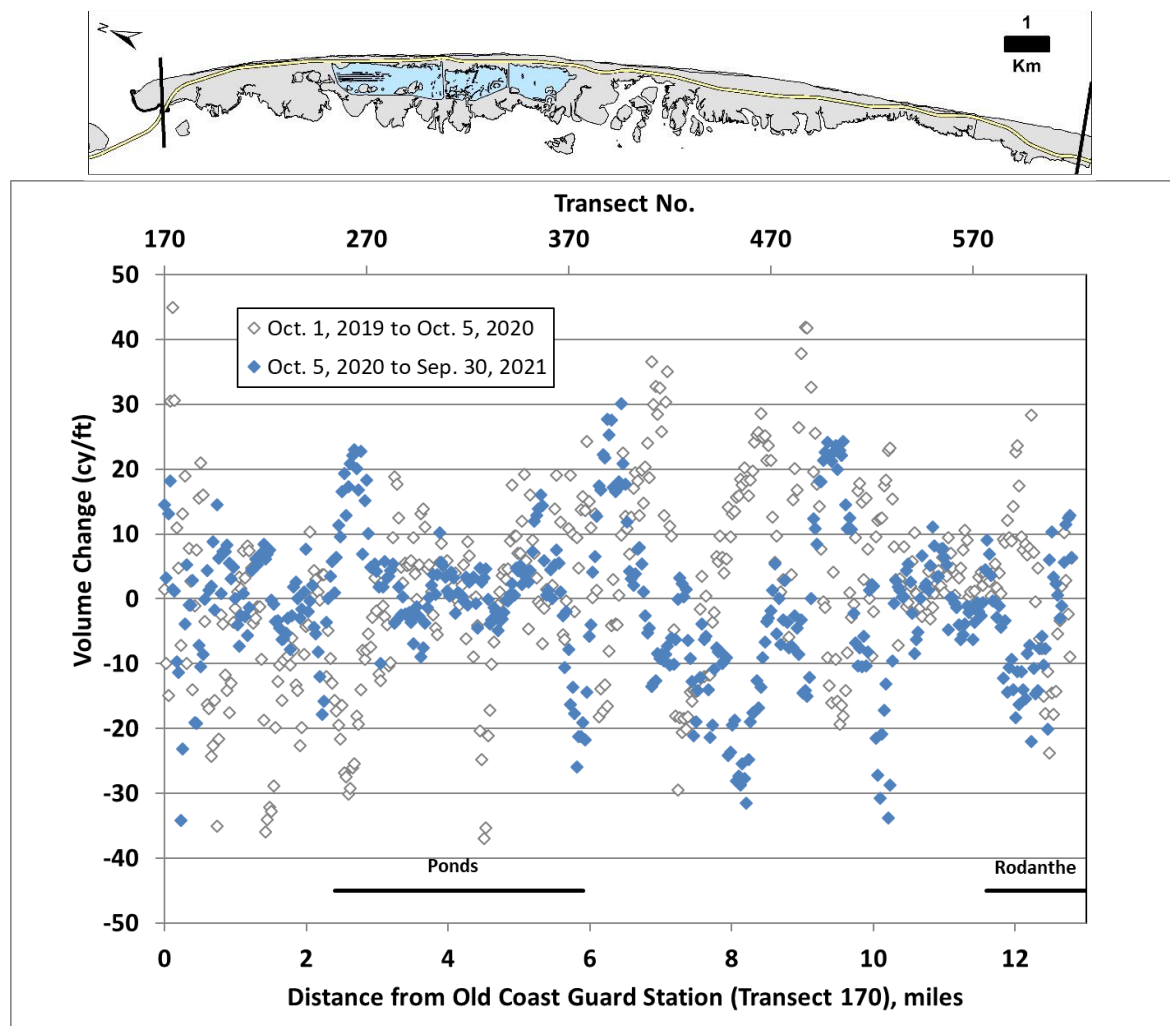 N
1
Km
Transect No.
170 270 370 470 570
50
40
30
20
10
0
-10
-20
-30
-40
-50
Volume Change (cy/ft)
Oct. 1, 2019 to Oct. 5, 2020
Oct. 5, 2020 to Sep. 30, 2021
Ponds
Rodanthe
0 2 4 6 8 10 12
Distance from Old Coast Guard Station (Transect 170), miles